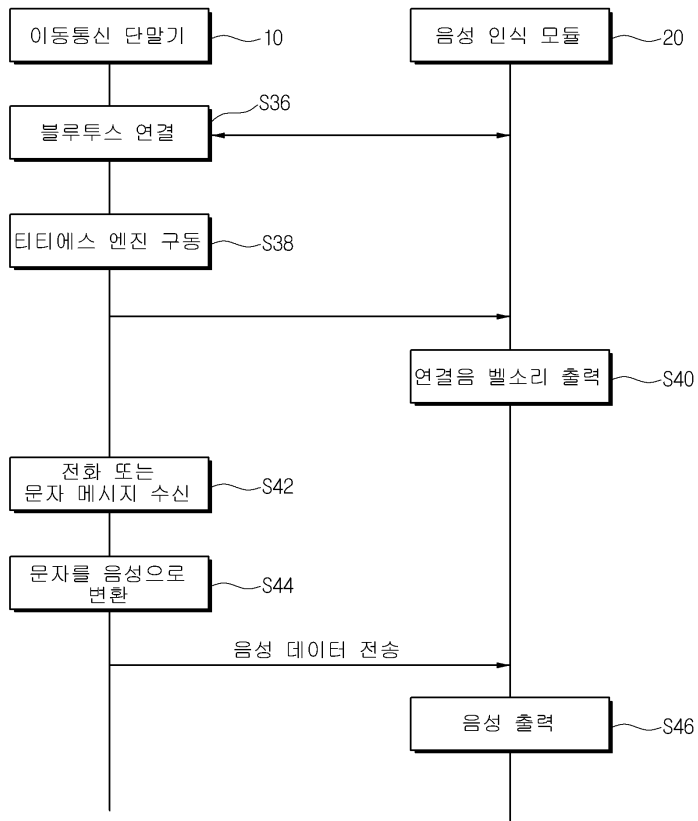 이동통신 단말기
10
음성 인식 모듈
20
S36
블루투스 연결
티티에스 엔진 구동
S38
연결음 벨소리 출력
S40
전화 또는
문자 메시지 수신
S42
문자를 음성으로
변환
S44
음성 데이터 전송
음성 출력
S46